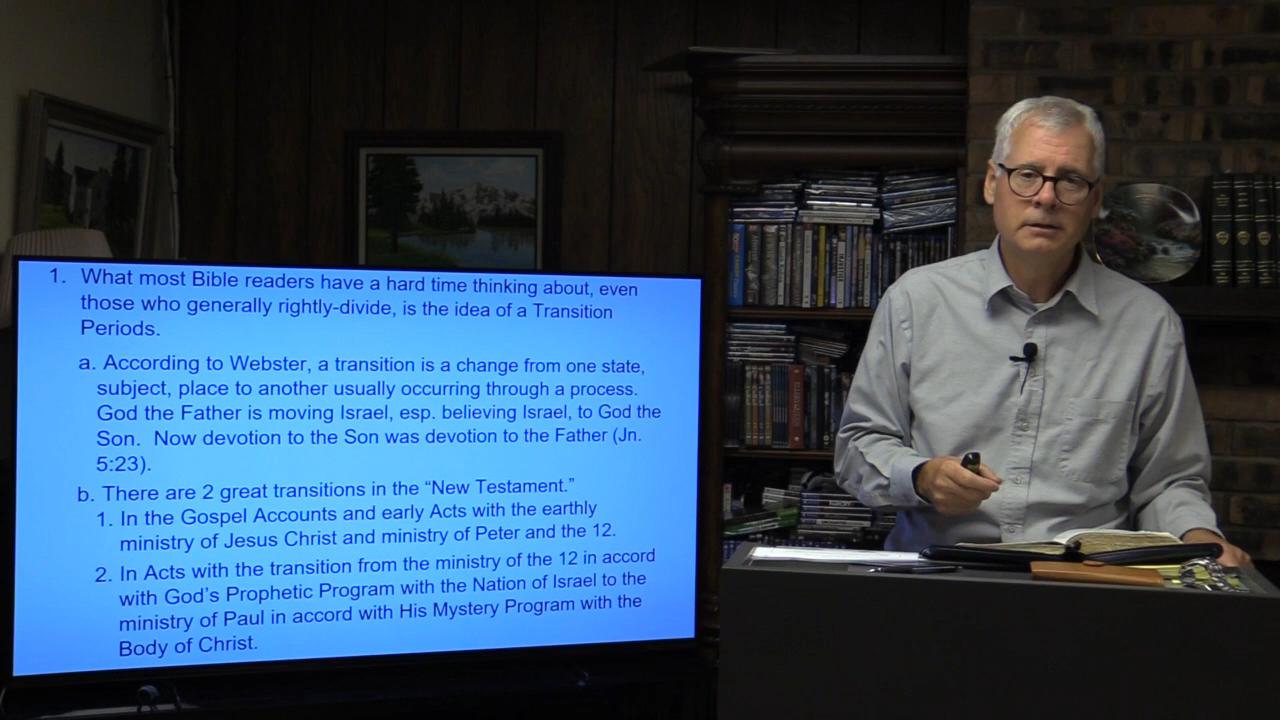 1. What most Bible readers have a hard time thinking about, even
those who generally rightly-divide, is the idea of a Transition
Periods.
a. According to Webster, a transition is a change from one state,
subject, place to another usually occurring through a process.
God the Father is moving Israel, esp. believing Israel, to God the
Son. Now devotion to the Son was devotion to the Father (Jn.
5:23).
b. There are 2 great transitions in the “New Testament.”
1. In the Gospel Accounts and early Acts with the earthly
ministry of Jesus Christ and ministry of Peter and the 12.
2. In Acts with the transition from the ministry of the 12 in accord
with God’s Prophetic Program with the Nation of Israel to the
ministry of Paul in accord with His Mystery Program with the
Body of Christ.